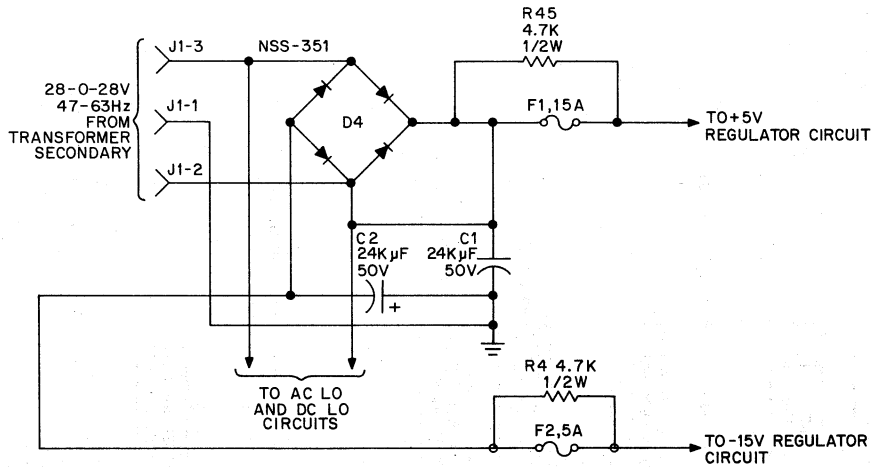 R45
4.7K
1/2W
J1-3
NSS-351
28-0-28V
47-63Hz
FROM
TRANSFORMER
SECONDARY
J1-1
D4
F1,15A
TO+5V
REGULATOR CIRCUIT
J1-2
C2
24KµF
50V
C1
24KµF
50V
+
R4 4.7K
1/2W
TO AC LO
AND DC LO
CIRCUITS
F2,5A
TO-15V REGULATOR
CIRCUIT